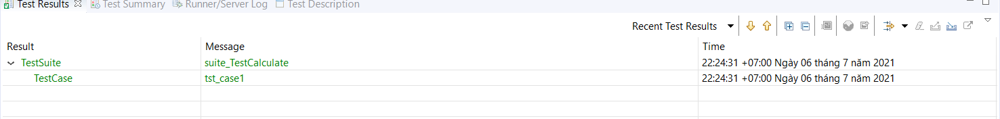 Test Results Test Summary Runner/Server Log Test Description
Recent Test Results
Result Message Time
TestSuite suite_TestCalculate 22:24:31 +07:00 Ngày 06 tháng 7 năm 2021
TestCase tst_case1 22:24:31 +07:00 Ngày 06 tháng 7 năm 2021